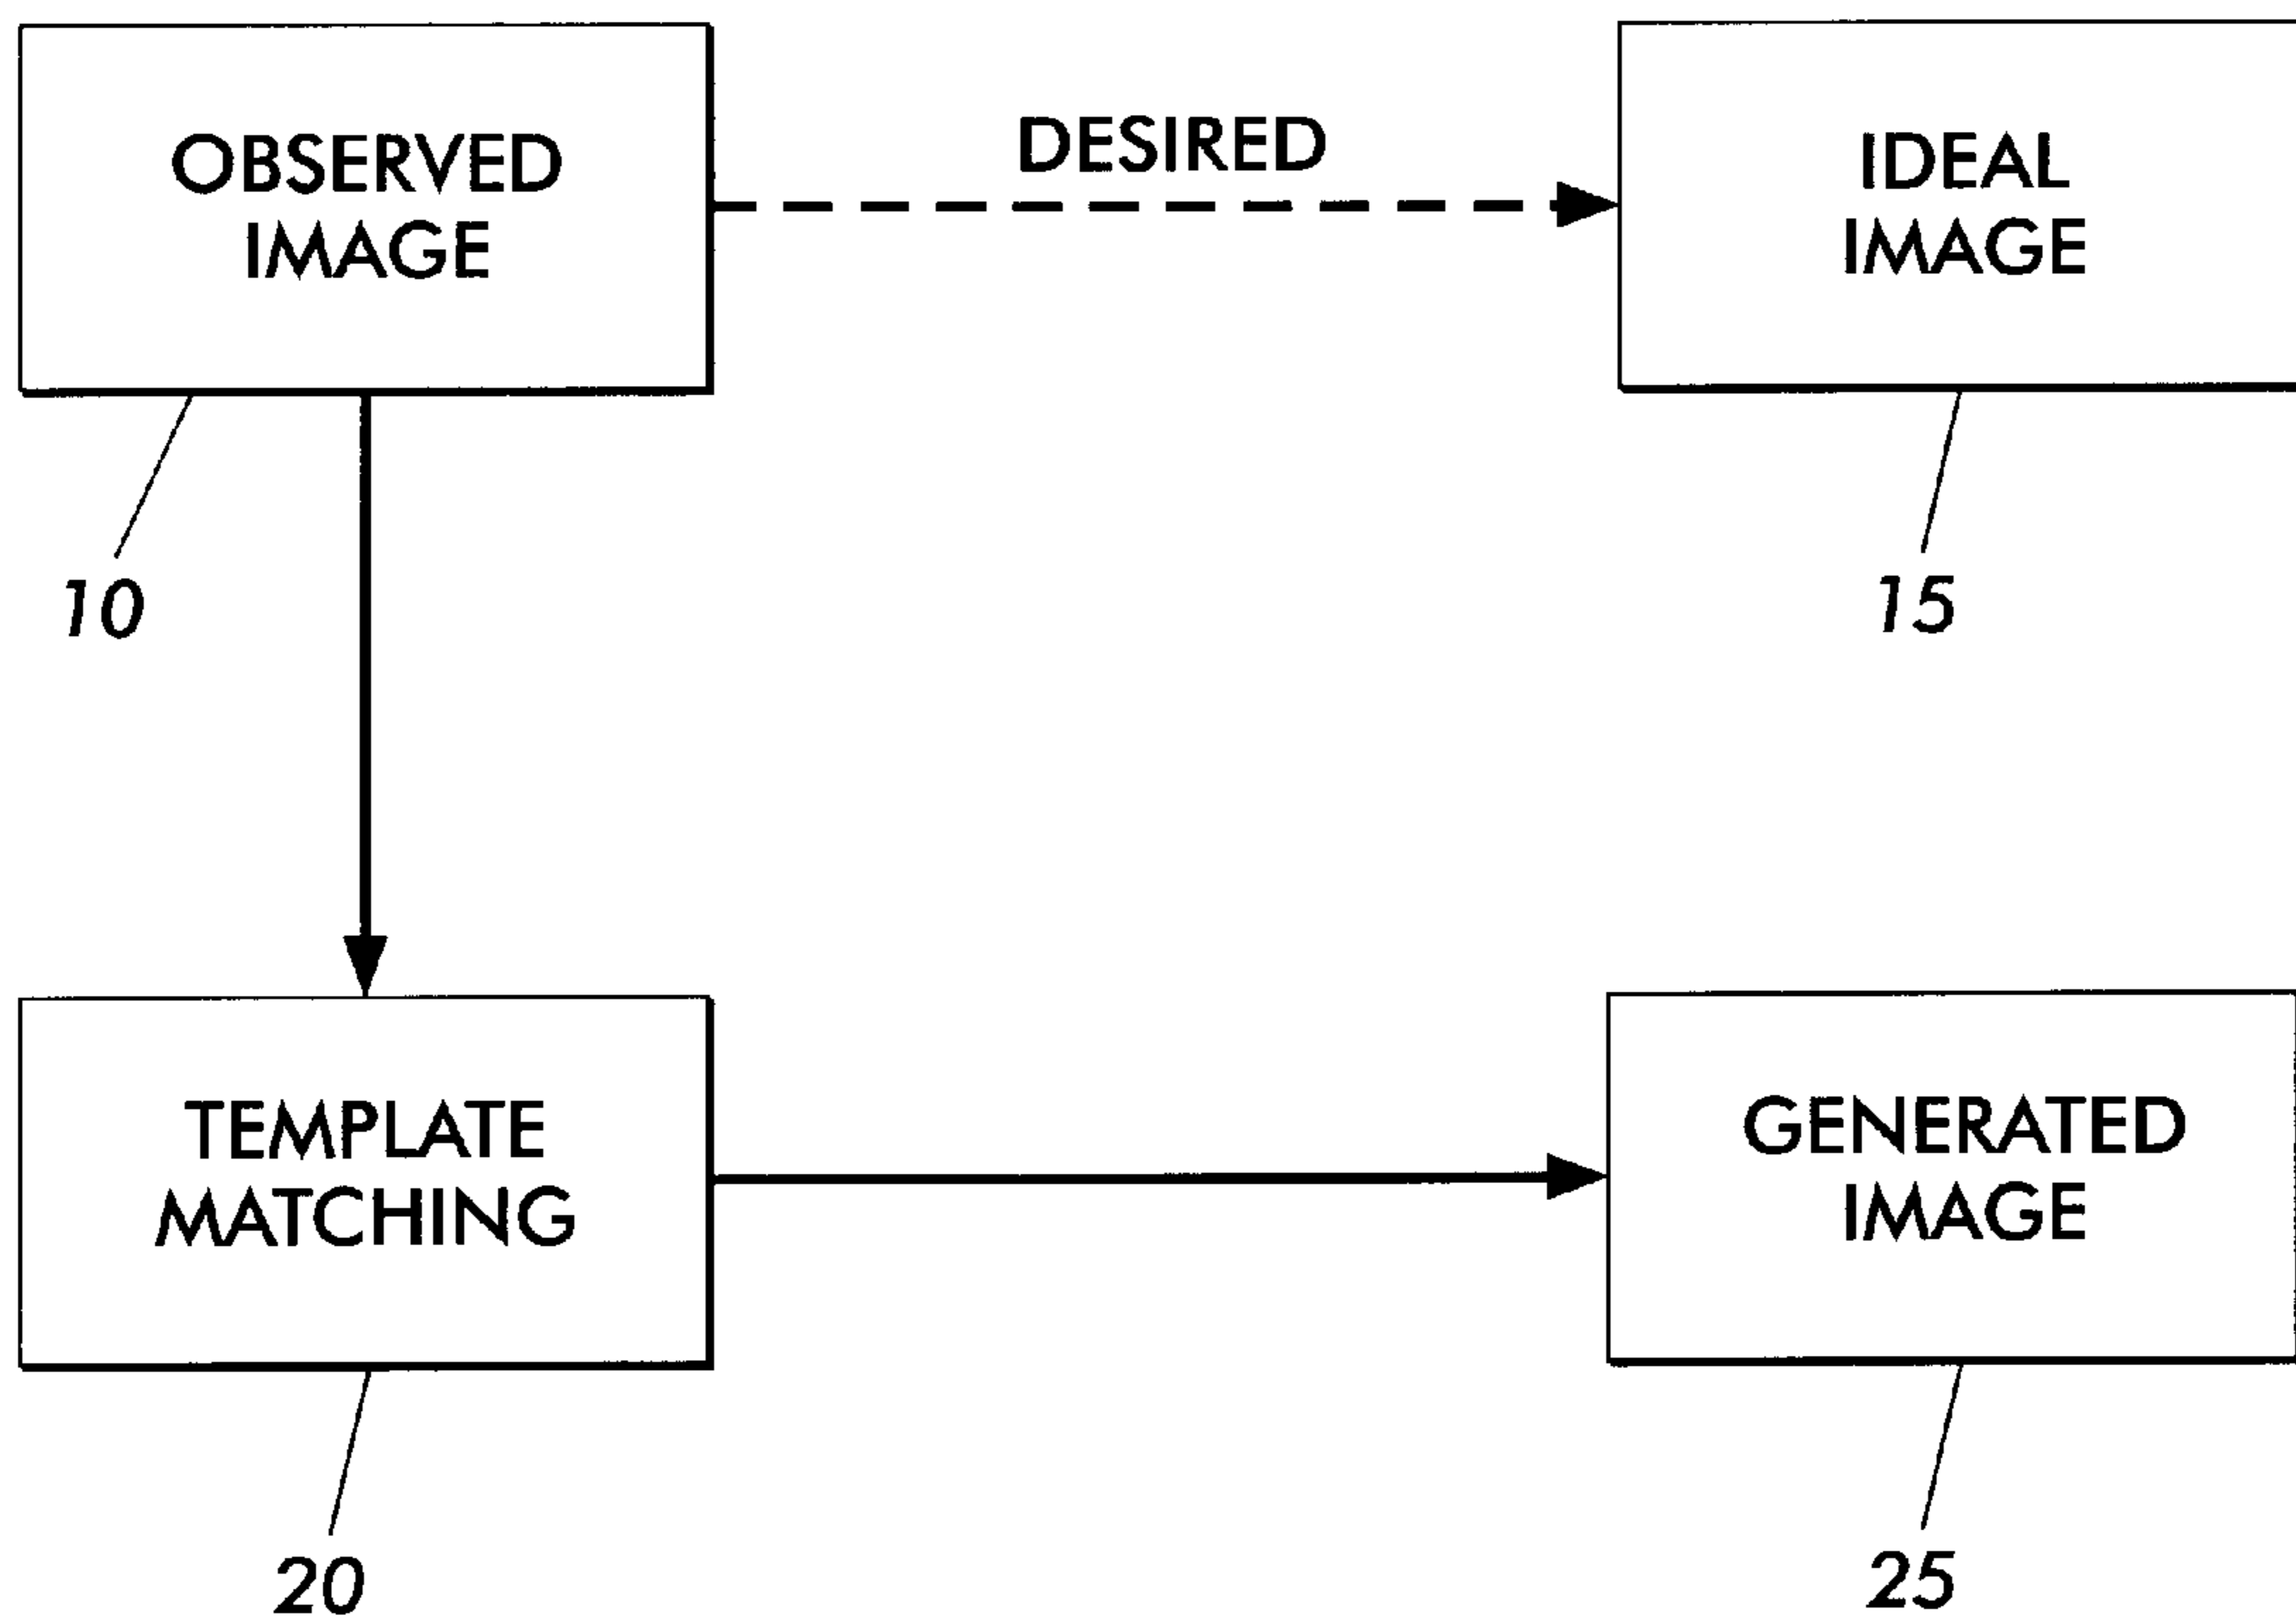 OBSERVED
IMAGE
DESIRED
IDEAL
IMAGE
10
15
TEMPLATE
MATCHING
GENERATED
IMAGE
20
25